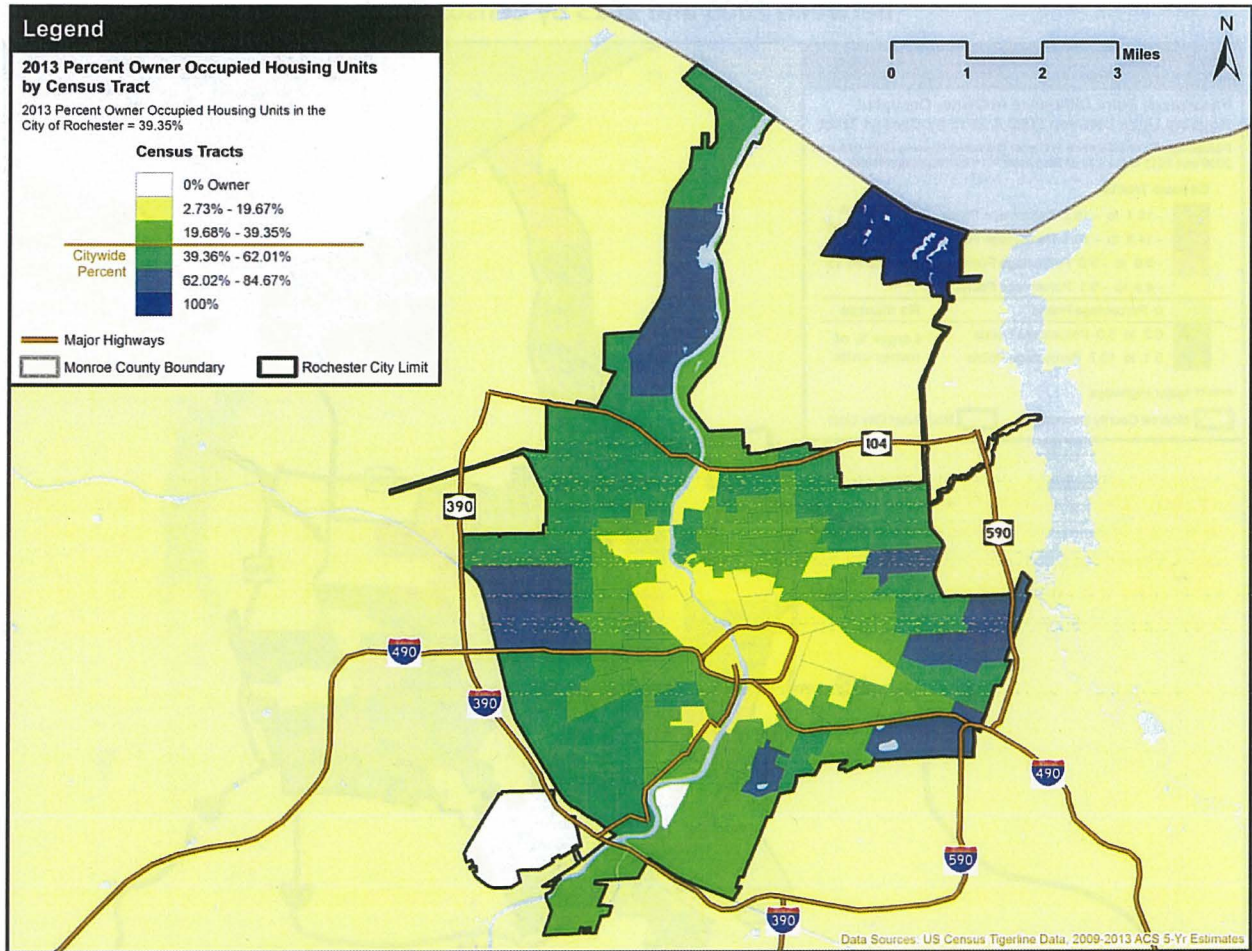 Legend
2013 Percent Owner Occupied Housing Units
by Census Tract
2013 Percent Owner Occupied Housing Units in the
City of Rochester = 39.35%
Census Tracts
0% Owner
2.73% - 19.67%
19.68% - 39.35%
Citywide
Percent
39.36% - 62.01%
62.02% - 84.67%
100%
Major Highways
Monroe County Boundary
Rochester City Limit
N
Miles
0 1 2 3
104
390
590
490
390
490
590
390
Data Sources: US Census Tigerline Data, 2009-2013 ACS 5-Yr Estimates